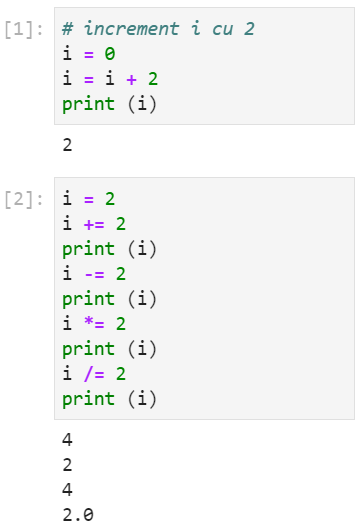 [1]: # increment i cu 2
i = 0
i = i + 2
print (i)
2
[2]: i = 2
i += 2
print (i)
i -= 2
print (i)
i *= 2
print (i)
i /= 2
print (i)
4
2
4
2.0